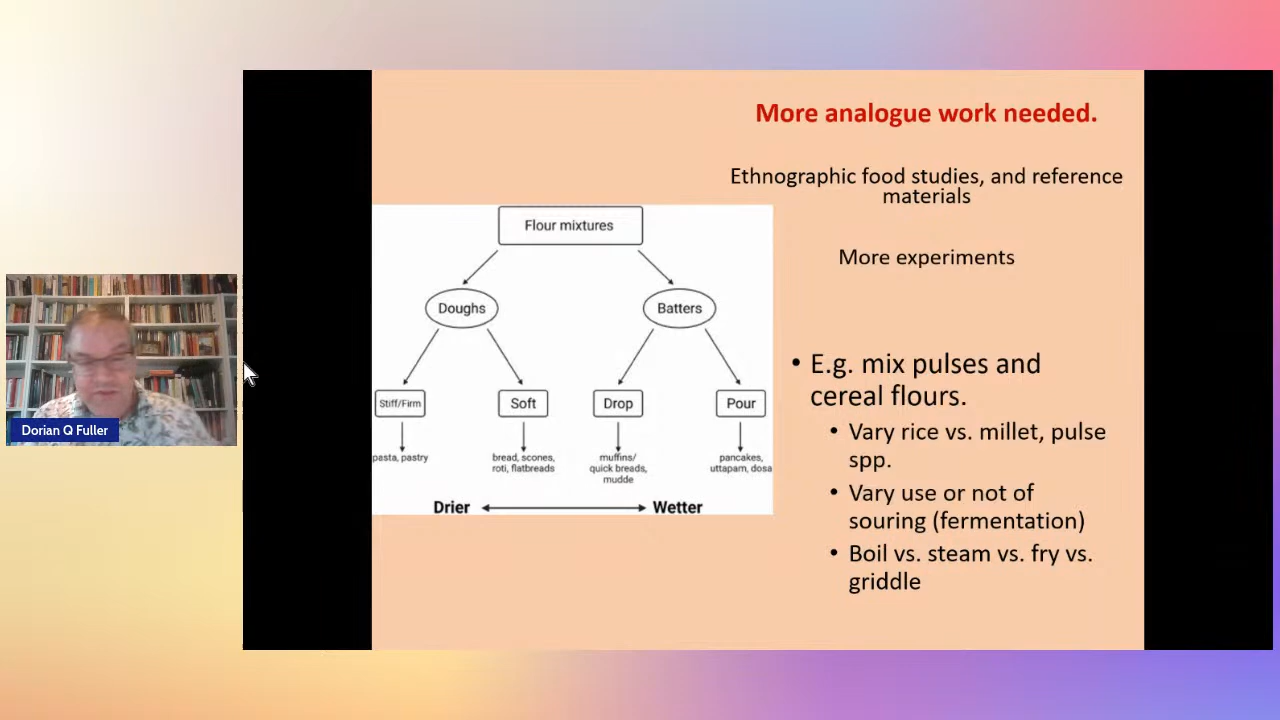 More analogue work needed.
Ethnographic food studies, and reference
materials
More experiments
Flour mixtures
Doughs
Batters
Stiff/Firm
Soft
Drop
Pour
pasta, pastry
bread, scones,
roti, flatbreads
muffins/
quick breads,
mudde
pancakes,
uttapam, dosa
Drier
Wetter
• E.g. mix pulses and
cereal flours.
• Vary rice vs. millet, pulse
spp.
• Vary use or not of
souring (fermentation)
• Boil vs. steam vs. fry vs.
griddle
Dorian Q Fuller